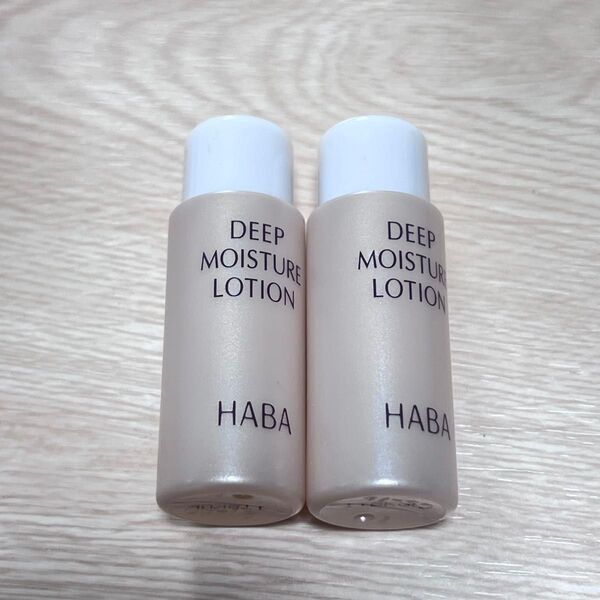 DEEP
MOISTURE
LOTION
HABA
DEEP
MOISTURE
LOTION
HABA